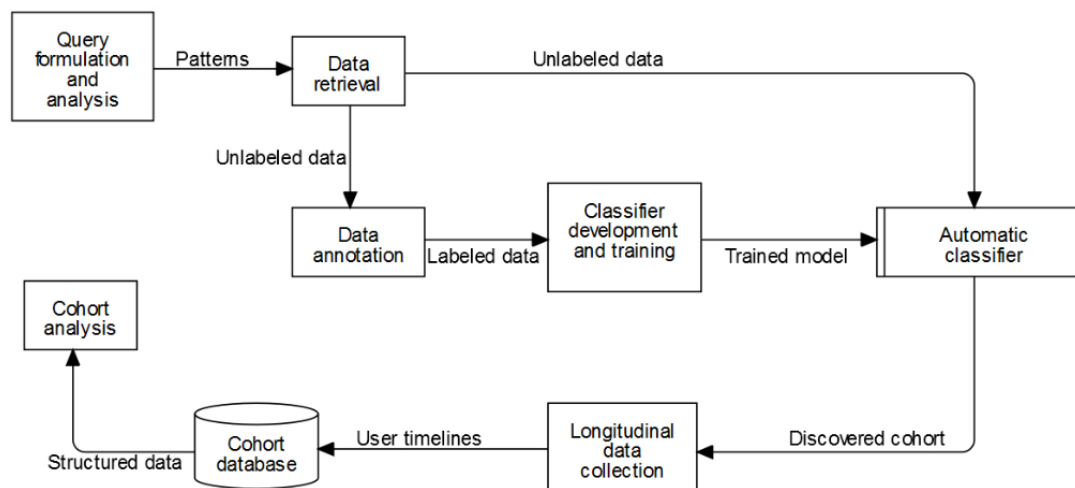 Query
formulation
and
analysis
Patterns
Data
retrieval
Unlabeled data
Unlabeled data
Data
annotation
Labeled data
Classifier
development
and training
Trained model
Automatic
classifier
Cohort
analysis
Structured data
Cohort
database
User timelines
Longitudinal
data
collection
Discovered cohort